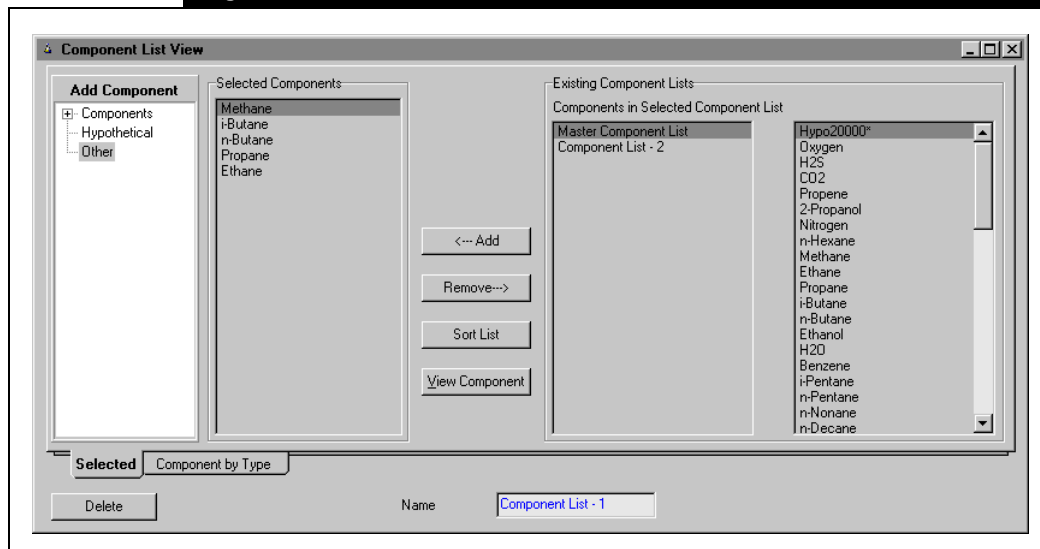 Component List View
Add Component
Components
Hypothetical
Other
Selected Components
Methane
i-Butane
n-Butane
Propane
Ethane
<--- Add
Remove--->
Sort List
View Component
Existing Component Lists
Components in Selected Component List
Master Component List
Component List - 2
Hypo20000*
Oxygen
H2S
CO2
Propene
2-Propanol
Nitrogen
n-Hexane
Methane
Ethane
Propane
i-Butane
n-Butane
Ethanol
H2O
Benzene
i-Pentane
n-Pentane
n-Nonane
n-Decane
Selected
Component by Type
Delete
Name
Component List - 1